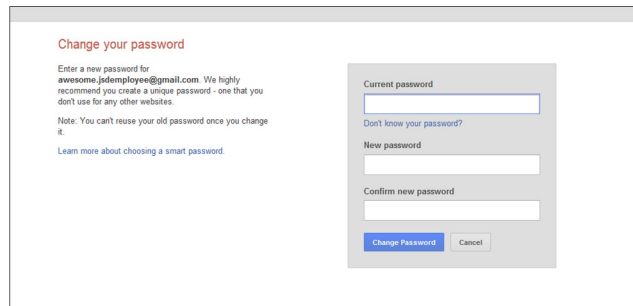 Change your password
Enter a new password for
awesome.jsdemployee@gmail.com. We highly
recommend you create a unique password - one that you
don't use for any other websites.
Note: You can't reuse your old password once you change
it.
Learn more about choosing a smart password.
Current password
Don't know your password?
New password
Confirm new password
Change Password
Cancel